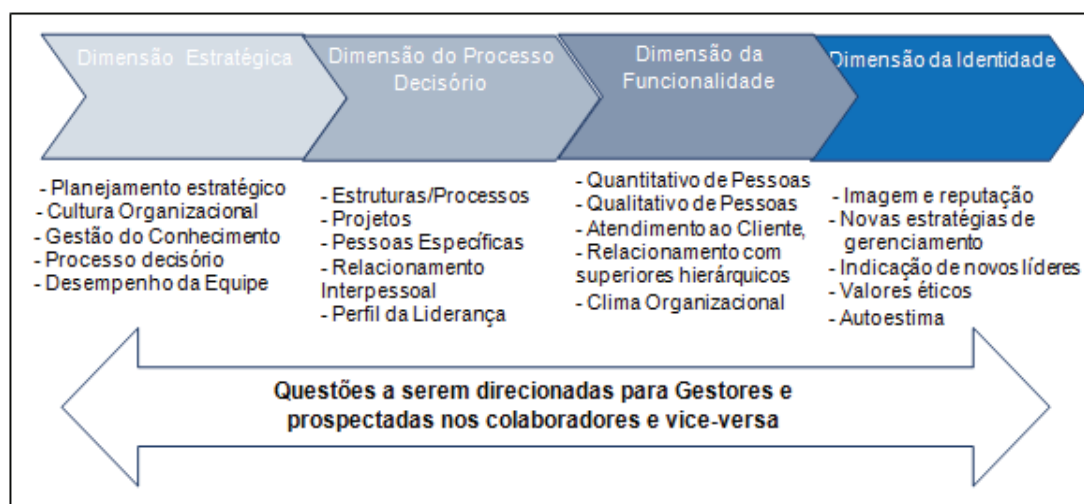 Dimensão Estratégica
- Planejamento estratégico
- Cultura Organizacional
- Gestão do Conhecimento
- Processo decisório
- Desempenho da Equipe
Dimensão do Processo
Decisório
- Estruturas/Processos
- Projetos
- Pessoas Específicas
- Relacionamento
Interpessoal
- Perfil da Liderança
Dimensão da
Funcionalidade
- Quantitativo de Pessoas
- Qualitativo de Pessoas
- Atendimento ao Cliente,
- Relacionamento com
superiores hierárquicos
- Clima Organizacional
Dimensão da Identidade
- Imagem e reputação
- Novas estratégias de
gerenciamento
- Indicação de novos líderes
- Valores éticos
- Autoestima
Questões a serem direcionadas para Gestores e
prospectadas nos colaboradores e vice-versa